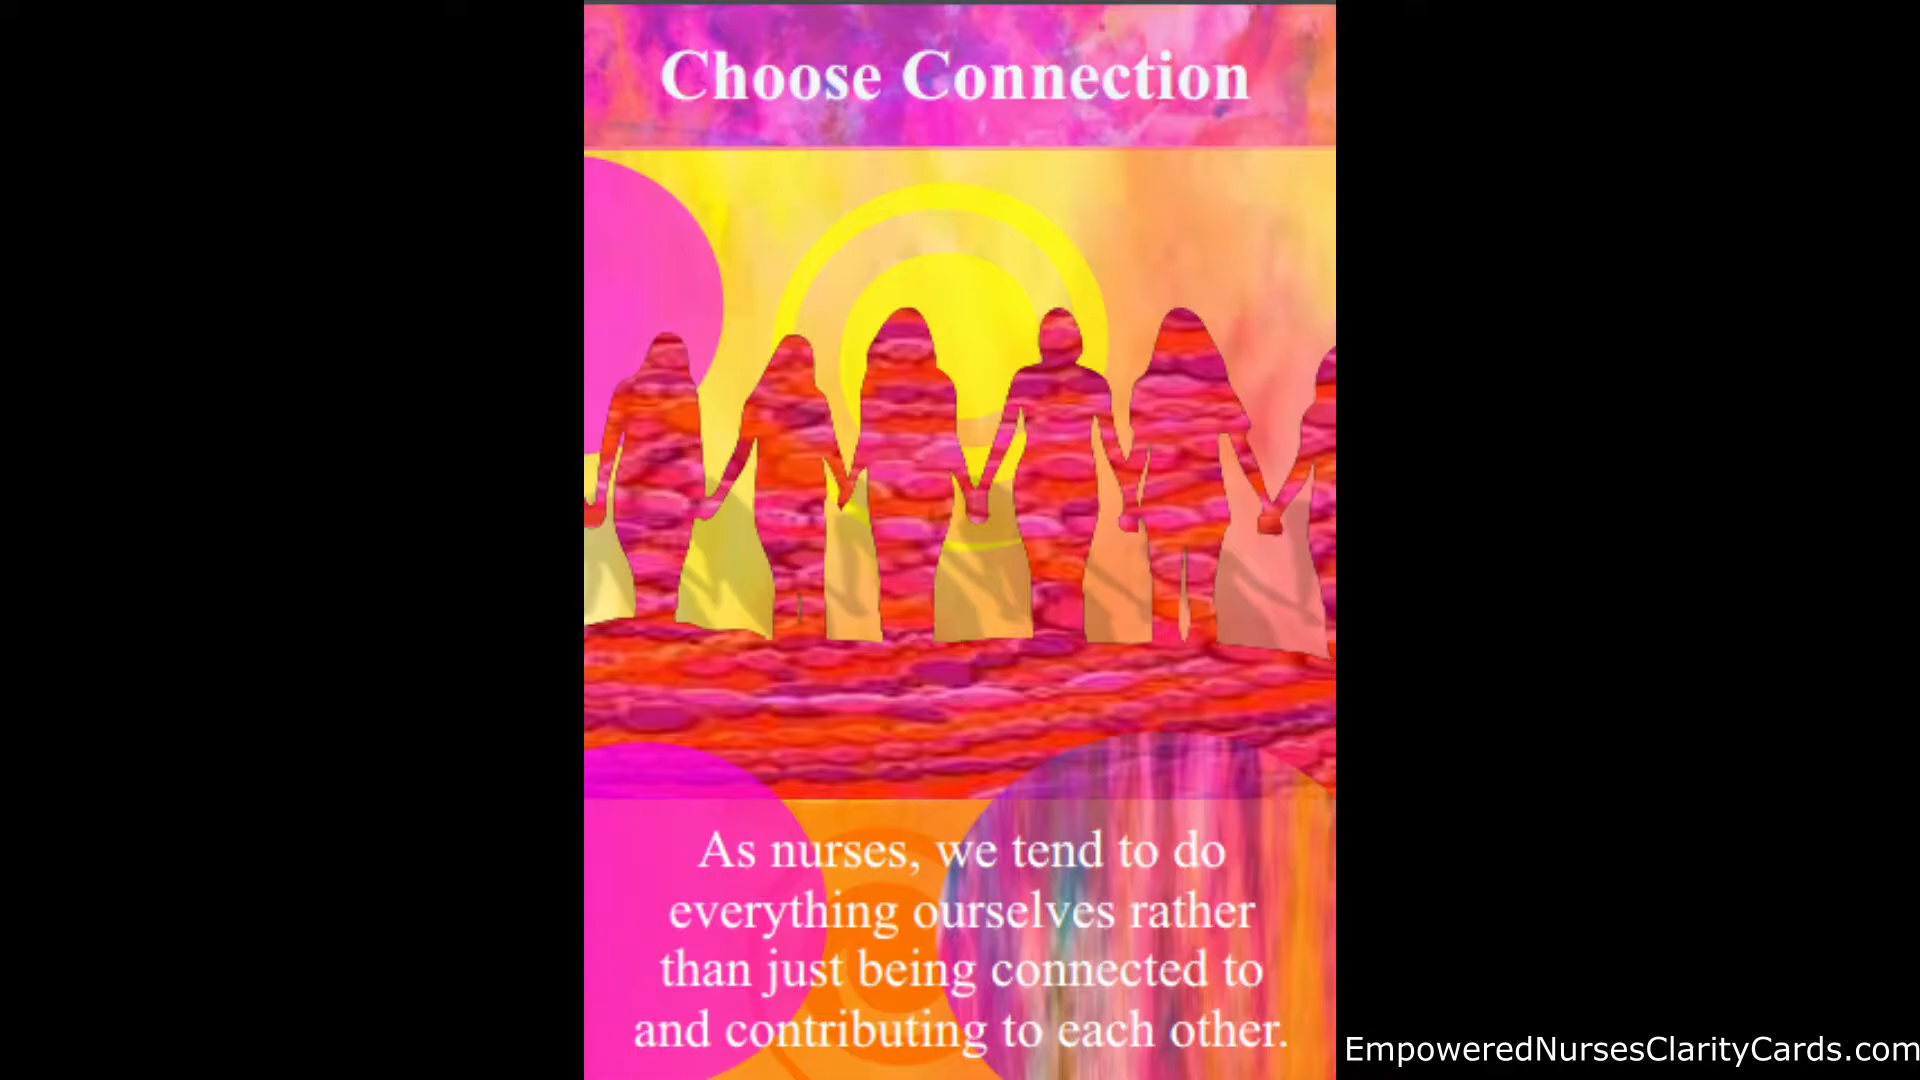 Choose Connection
As nurses, we tend to do
everything ourselves rather
than just being connected to
and contributing to each other.
EmpoweredNursesClarityCards.com